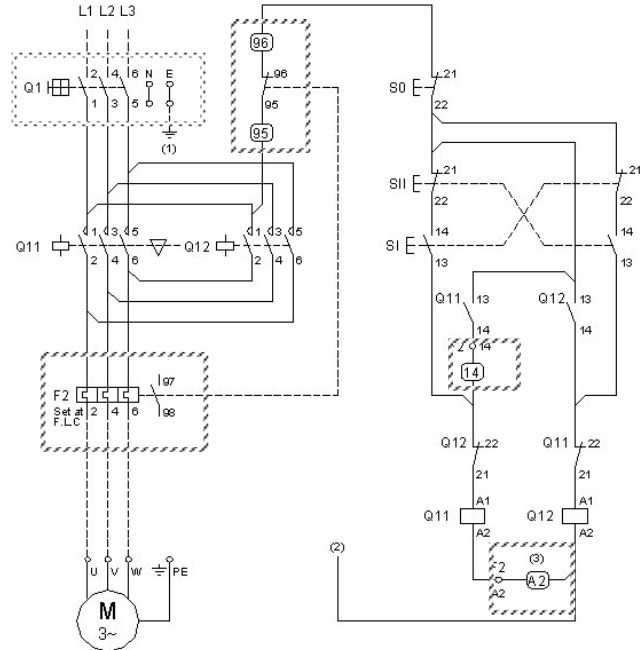 L1 L2 L3
Q1
2 4 6 N E
1 3 5
(1)
96
96
95
95
S0
21
22
SII
21
22
21
22
SI
14
13
14
13
Q11
1 3 5
2 4 6
Q12
1 3 5
2 4 6
Q11
13
14
Q12
13
14
2 14
14
F2
Set at
F.L.C
2 4 6
97
98
Q12
22
21
Q11
22
21
Q11
A1
A2
Q12
A1
A2
(2)
(3)
F2
A2
A2
U V W PE
M
3~